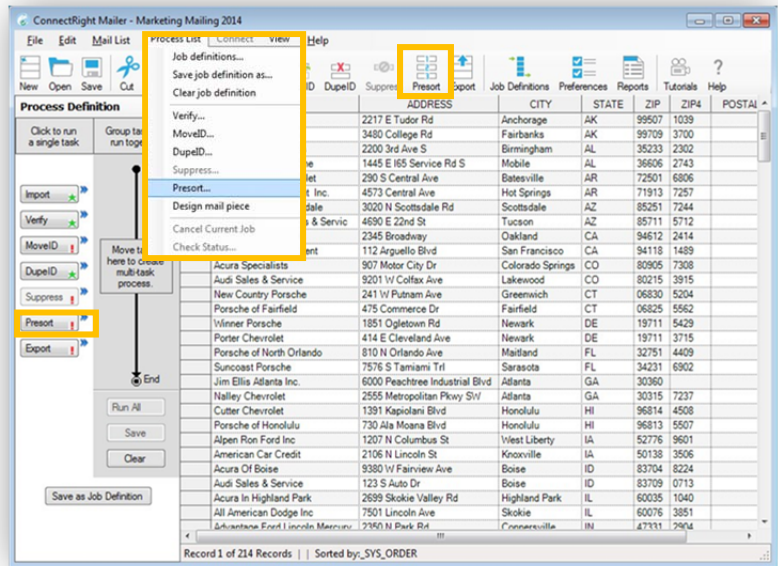 ConnectRight Mailer - Marketing Mailing 2014
File Edit Mail List Process List Connect View Help
New Open Save Cut DupeID Suppress Presort Export Job Definitions Preferences Reports Tutorials Help
Job definitions...
Save job definition as...
Clear job definition
Verify...
MoveID...
DupeID...
Suppress...
Presort...
Design mail piece
Cancel Current Job
Check Status...
Process Definition
Click to run
a single task
Import
Verify
MoveID
DupeID
Suppress
Presort
Export
Move
here to create
multi-task
process.
End
Run All
Save
Clear
Save as Job Definition
ADDRESS CITY STATE ZIP ZIP4 POSTAL
2217 E Tudor Rd Anchorage AK 99507 1039
3480 College Rd Fairbanks AK 99709 3700
2200 3rd Ave S Birmingham AL 35233 2302
1445 E I65 Service Rd S Mobile AL 36606 2743
290 S Central Ave Batesville AR 72501 6806
Inc. 4573 Central Ave Hot Springs AR 71913 7257
3020 N Scottsdale Rd Scottsdale AZ 85251 7244
& Servic 4690 E 22nd St Tucson AZ 85711 5712
2345 Broadway Oakland CA 94612 2414
112 Arguello Blvd San Francisco CA 94118 1489
Acura Specialists 907 Motor City Dr Colorado Springs CO 80905 7308
Audi Sales & Service 9201 W Colfax Ave Lakewood CO 80215 3915
New Country Porsche 241 W Putnam Ave Greenwich CT 06830 5204
Porsche of Fairfield 475 Commerce Dr Fairfield CT 06825 5562
Winner Porsche 1851 Ogletown Rd Newark DE 19711 5429
Porter Chevrolet 414 E Cleveland Ave Newark DE 19711 3715
Porsche of North Orlando 810 N Orlando Ave Maitland FL 32751 4409
Suncoast Porsche 7576 S Tamiami Trl Sarasota FL 34231 6902
Jim Ellis Atlanta Inc. 6000 Peachtree Industrial Blvd Atlanta GA 30360
Nalley Chevrolet 2555 Metropolitan Pkwy SW Atlanta GA 30315 7237
Cutter Chevrolet 1391 Kapiolani Blvd Honolulu HI 96814 4508
Porsche of Honolulu 730 Ala Moana Blvd Honolulu HI 96813 5507
Alpen Ron Ford Inc 1207 N Columbus St West Liberty IA 52776 9601
American Car Credit 2106 N Lincoln St Knoxville IA 50138 3506
Acura Of Boise 9380 W Fairview Ave Boise ID 83704 8224
Audi Sales & Service 123 S Auto Dr Boise ID 83709 0713
Acura In Highland Park 2699 Skokie Valley Rd Highland Park IL 60035 1040
All American Dodge Inc 7501 Lincoln Ave Skokie IL 60076 3851
Advantage Ford Lincoln Mercury 2350 N Park Rd Connersville IN 47331 2904
Record 1 of 214 Records | | Sorted by:_SYS_ORDER